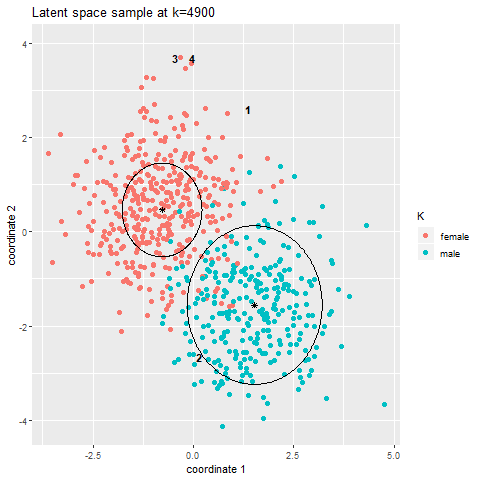 Latent space sample at k=4900
4
2
0
-2
-4
coordinate 2
3 4
1
2
*
*
-2.5 0.0 2.5 5.0
coordinate 1
K
female
male